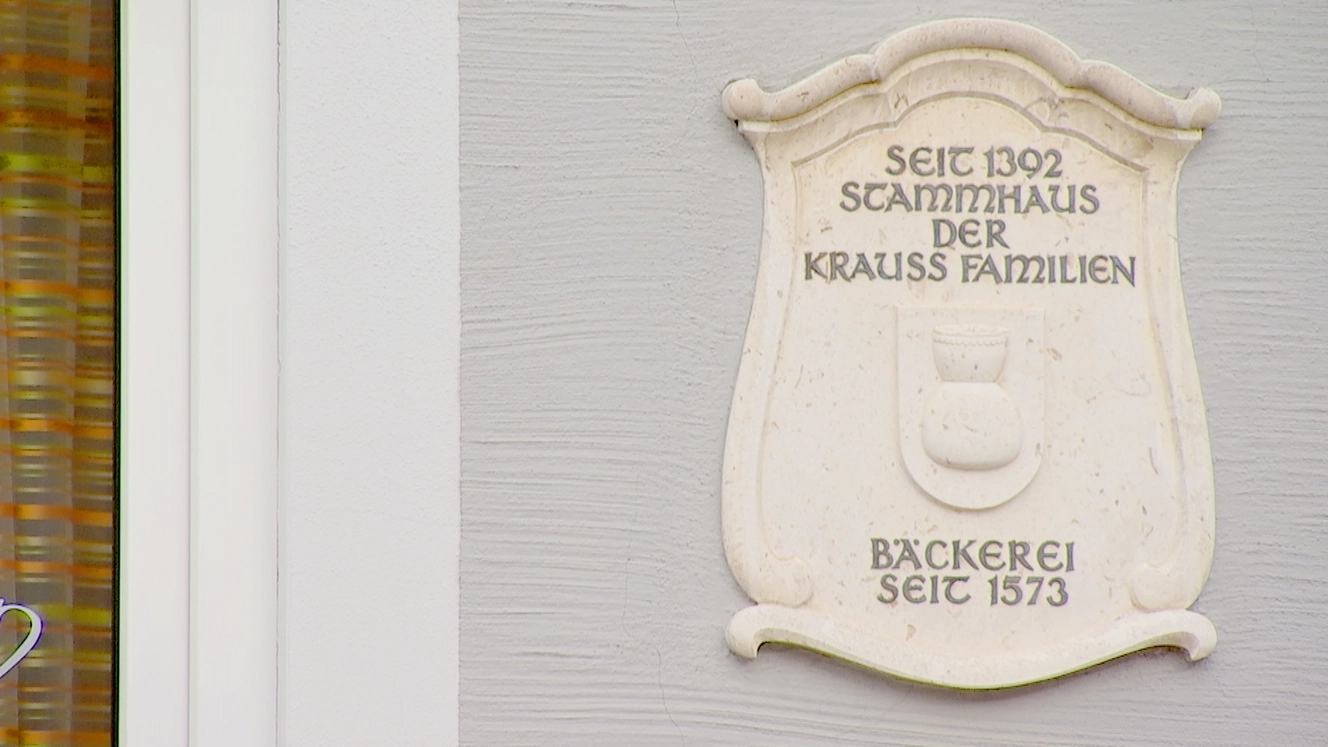 SEIT 1392
STAMMHAUS
DER
KRAUSS FAMILIEN
BÄCKEREI
SEIT 1573